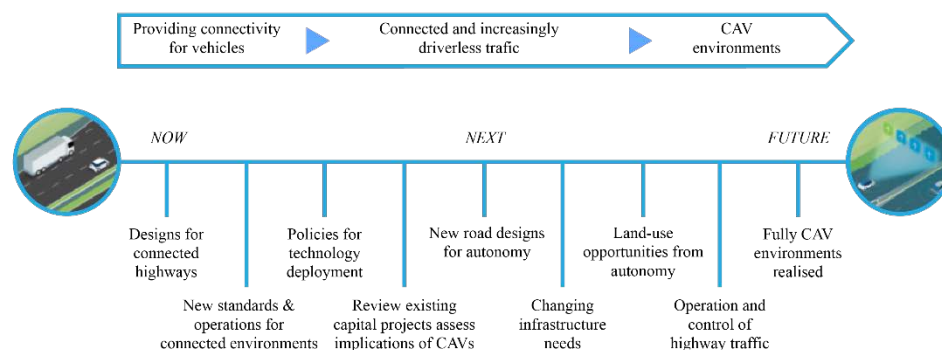 Providing connectivity
for vehicles
Connected and increasingly
driverless trafic
CAV
environments
NOW
NEXT
FUTURE
Designs for
connected
highways
New standards &
operations for
connected environments
Policies for
technology
deployment
Review existing
capital projects assess
implications of CAVs
New road designs
for autonomy
Changing
infrastructure
needs
Land-use
opportunities from
autonomy
Operation and
control of
highway traffic
Fully CAV
environments
realised